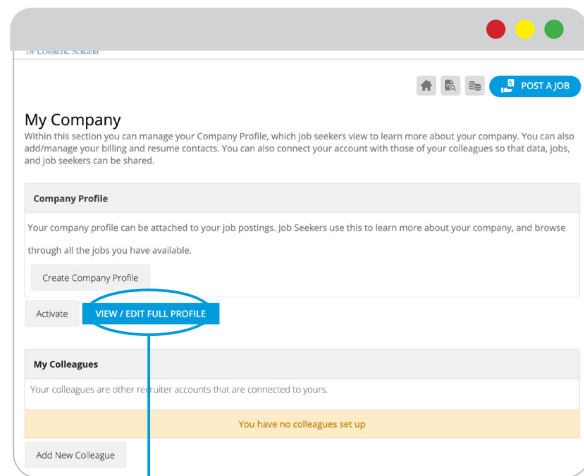 OF COSMETIC SURGERY
POST A JOB
My Company
Within this section you can manage your Company Profile, which job seekers view to learn more about your company. You can also
add/manage your billing and resume contacts. You can also connect your account with those of your colleagues so that data, jobs,
and job seekers can be shared.
Company Profile
Your company profile can be attached to your job postings. Job Seekers use this to learn more about your company, and browse
through all the jobs you have available.
Create Company Profile
Activate VIEW / EDIT FULL PROFILE
My Colleagues
Your colleagues are other recruiter accounts that are connected to yours.
You have no colleagues set up
Add New Colleague